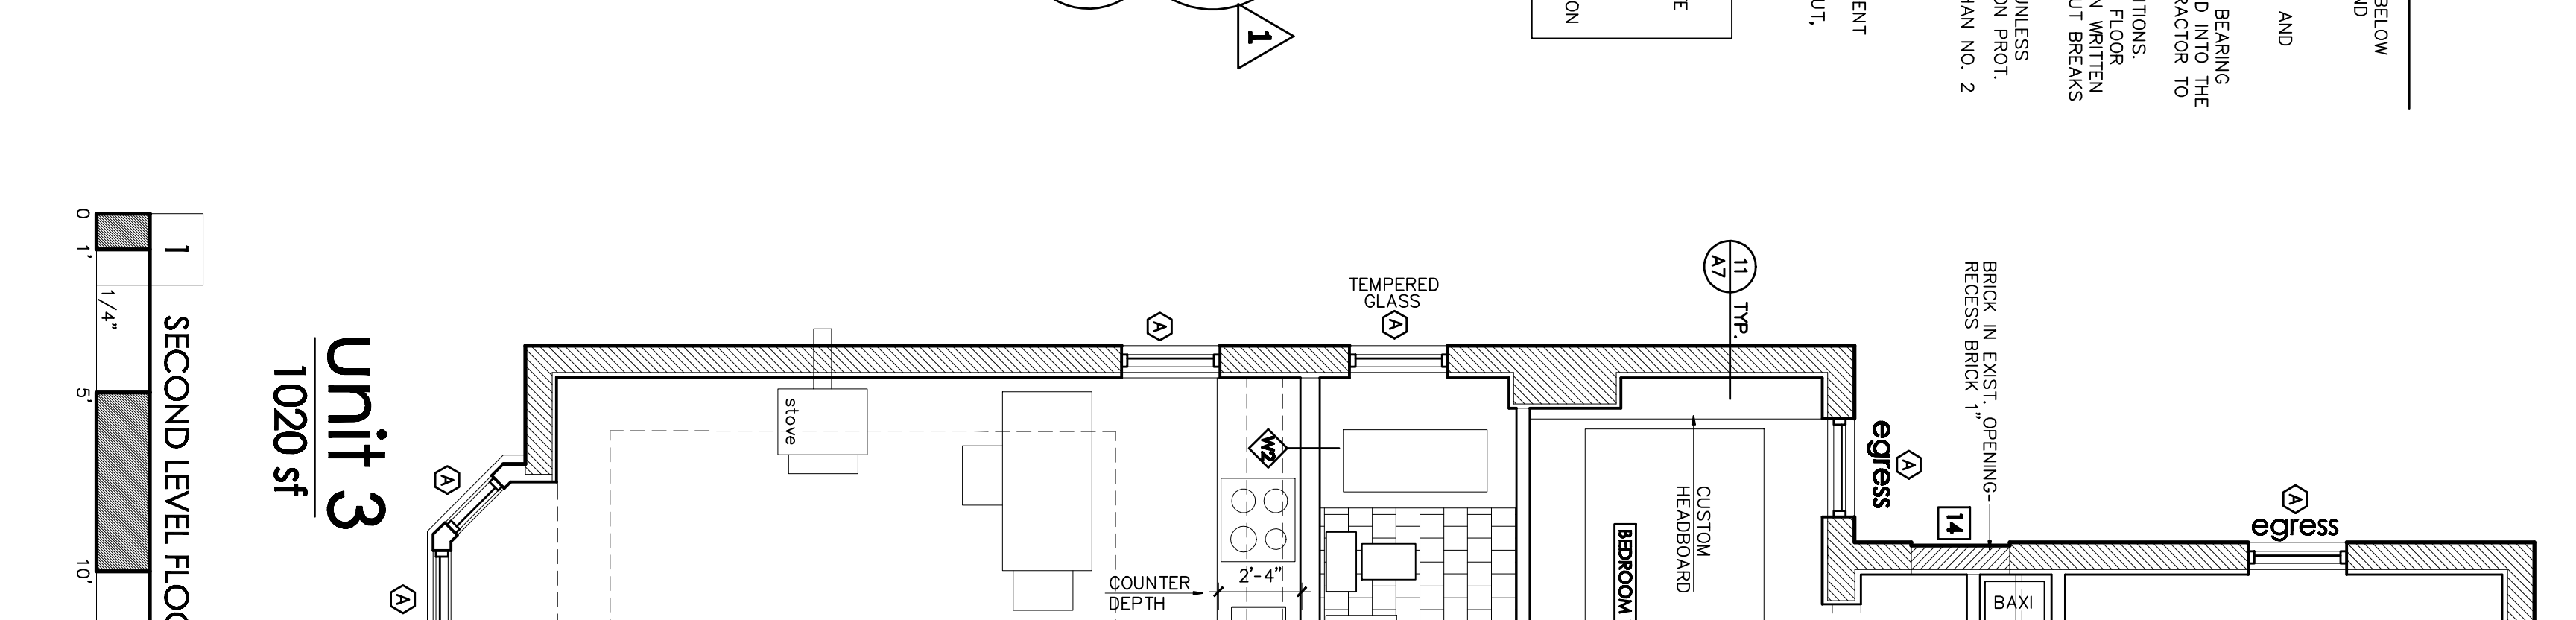 BELOW
ND
AND
BEARING
D INTO THE
RACTOR TO
ITIONS.
FLOOR
N WRITTEN
UT BREAKS
UNLESS
ON PROT.
HAN NO. 2
ENT
UT,
TE
ION
1
0
1'
5'
10'
1/4"
1
SECOND LEVEL FLOO
unit 3
1020 sf
TEMPERED
GLASS
A
A
A
A
11
A7
TYP.
BRICK IN EXIST. OPENING
RECESS BRICK 1"
egress
A
14
A
egress
stove
W2
2'-4"
COUNTER
DEPTH
CUSTOM
HEADBOARD
BEDROOM
BAXI